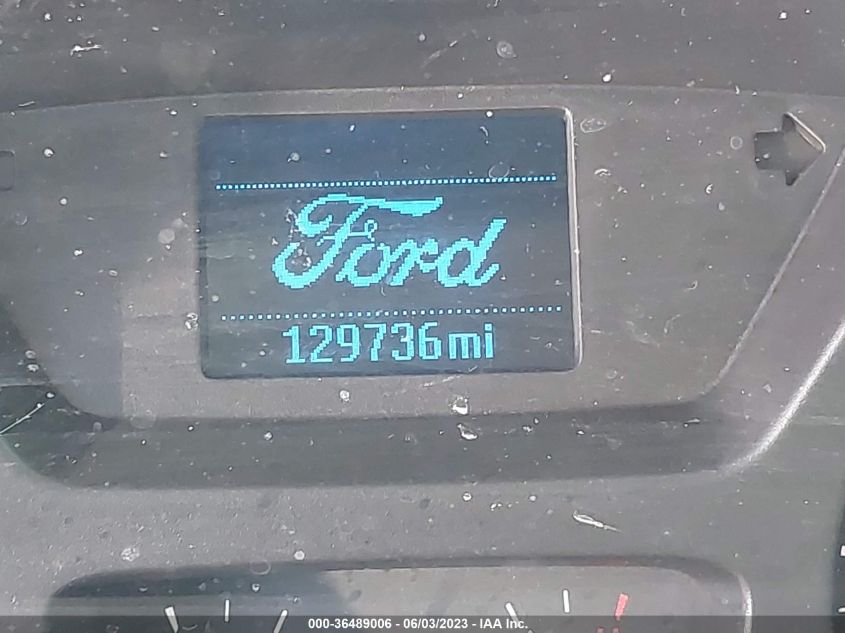 Ford
129736mi
000-36489006 - 06/03/2023 - IAA Inc.